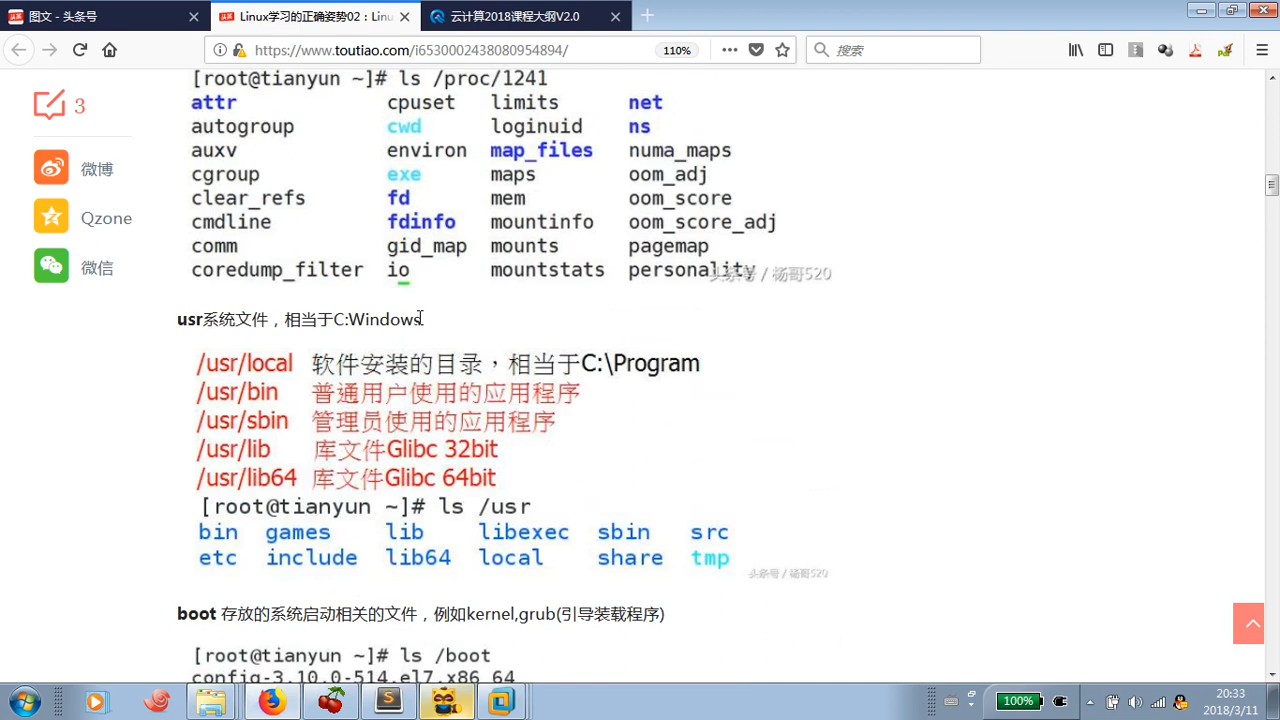 图文 - 头条号
Linux学习的正确姿势02：Linu
云计算2018课程大纲V2.0
https://www.toutiao.com/i6530002438080954894/
110%
搜索
3
微博
Qzone
微信
[root@tianyun ~]# ls /proc/1241
attr cpuset limits net
autogroup cwd loginuid ns
auxv environ map_files numa_maps
cgroup exe maps oom_adj
clear_refs fd mem oom_score
cmdline fdinfo mountinfo oom_score_adj
comm gid_map mounts pagemap
coredump_filter io mountstats personality
头条号 / 杨哥520
usr系统文件，相当于C:Windows
/usr/local 软件安装的目录，相当于C:\Program
/usr/bin 普通用户使用的应用程序
/usr/sbin 管理员使用的应用程序
/usr/lib 库文件Glibc 32bit
/usr/lib64 库文件Glibc 64bit
[root@tianyun ~]# ls /usr
bin games lib libexec sbin src
etc include lib64 local share tmp
头条号 / 杨哥520
boot 存放的系统启动相关的文件，例如kernel,grub(引导装载程序)
[root@tianyun ~]# ls /boot
config-3.10.0-514.el7.x86_64
100%
20:33
2018/3/11